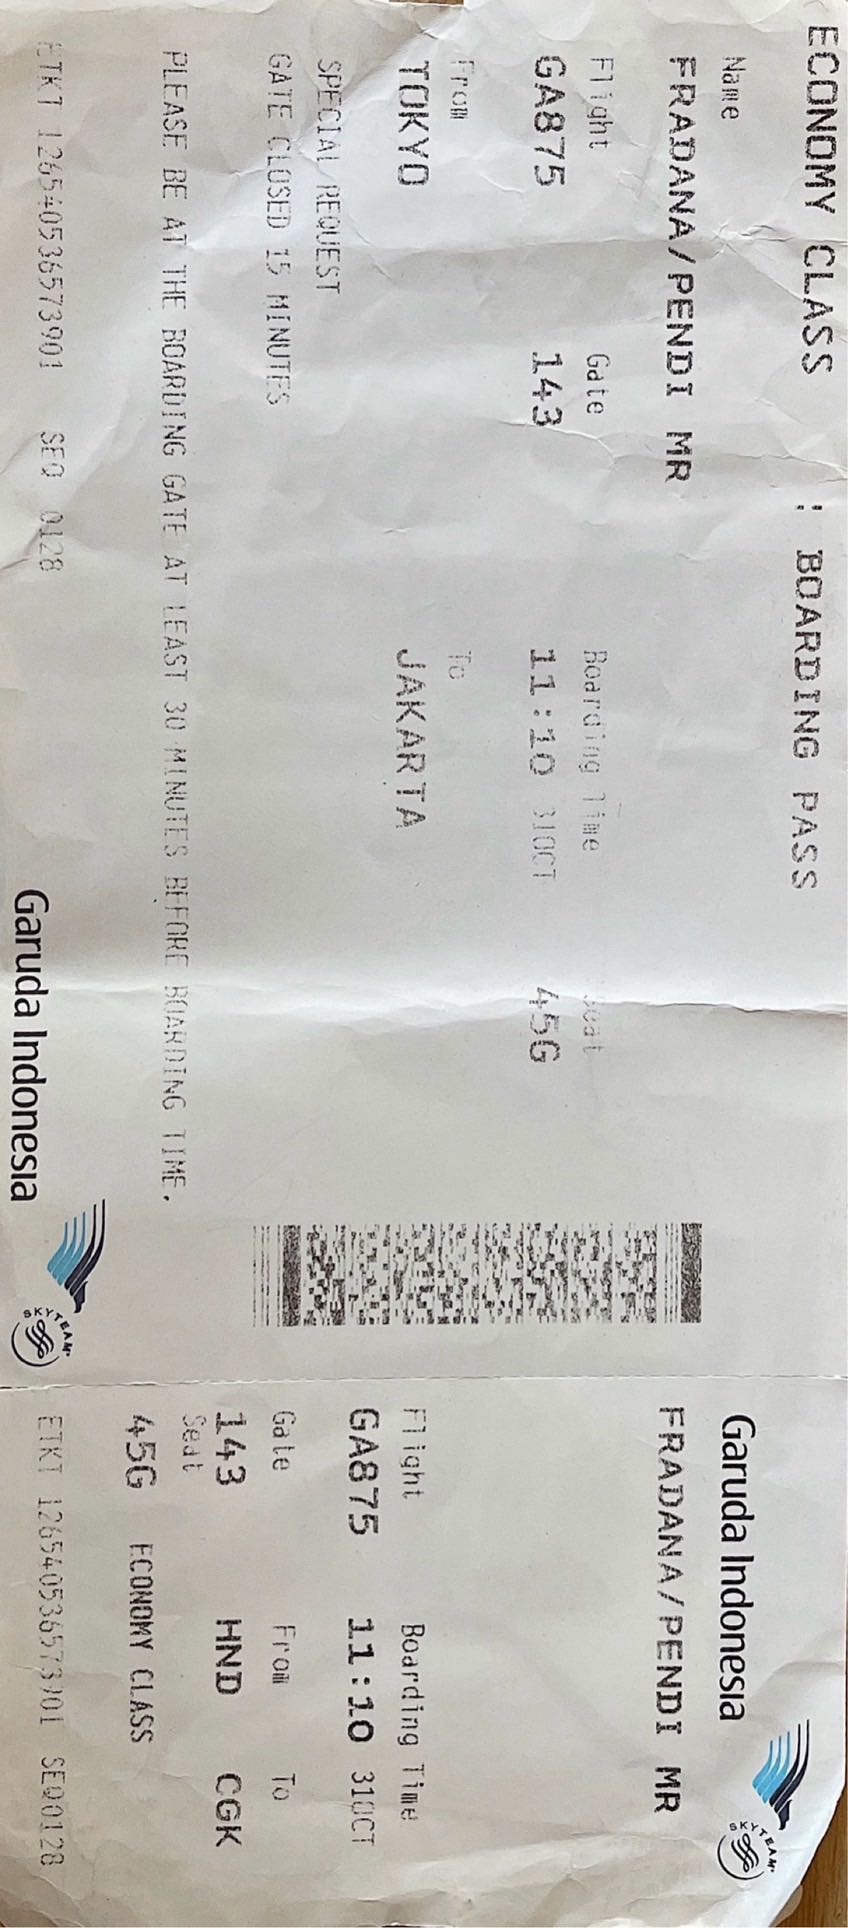 ECONOMY CLASS : BOARDING PASS
Name
FRADANA/PENDI MR
Flight Gate Boarding Time Seat
GA875 143 11:10 31OCT 45G
From To
TOKYO JAKARTA
SPECIAL REQUEST
GATE CLOSED 15 MINUTES
PLEASE BE AT THE BOARDING GATE AT LEAST 30 MINUTES BEFORE BOARDING TIME.
ETKT 126540536573901 SEQ 0128
Garuda Indonesia
SKYTEAM
Garuda Indonesia
SKYTEAM
FRADANA/PENDI MR
Flight Boarding Time
GA875 11:10 31OCT
Gate From To
143 HND CGK
Seat
45G ECONOMY CLASS
ETKT 126540536573901 SEQ0128